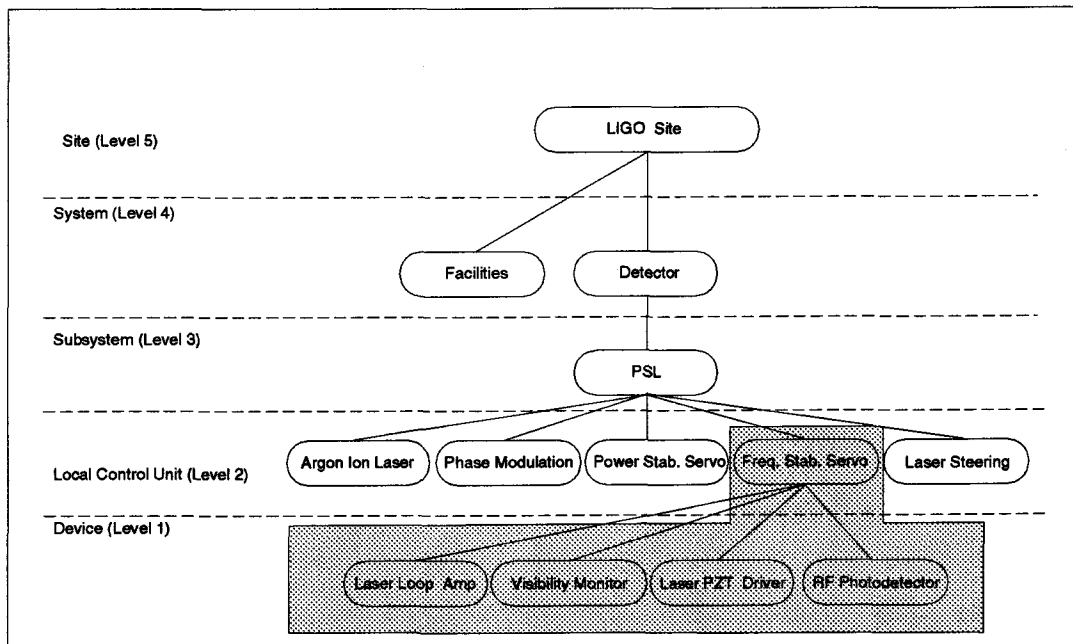 Site (Level 5)
LIGO Site
System (Level 4)
Facilities
Detector
Subsystem (Level 3)
PSL
Local Control Unit (Level 2)
Argon Ion Laser
Phase Modulation
Power Stab. Servo
Freq. Stab. Servo
Laser Steering
Device (Level 1)
Laser Loop Amp
Visibility Monitor
Laser PZT Driver
RF Photodetector